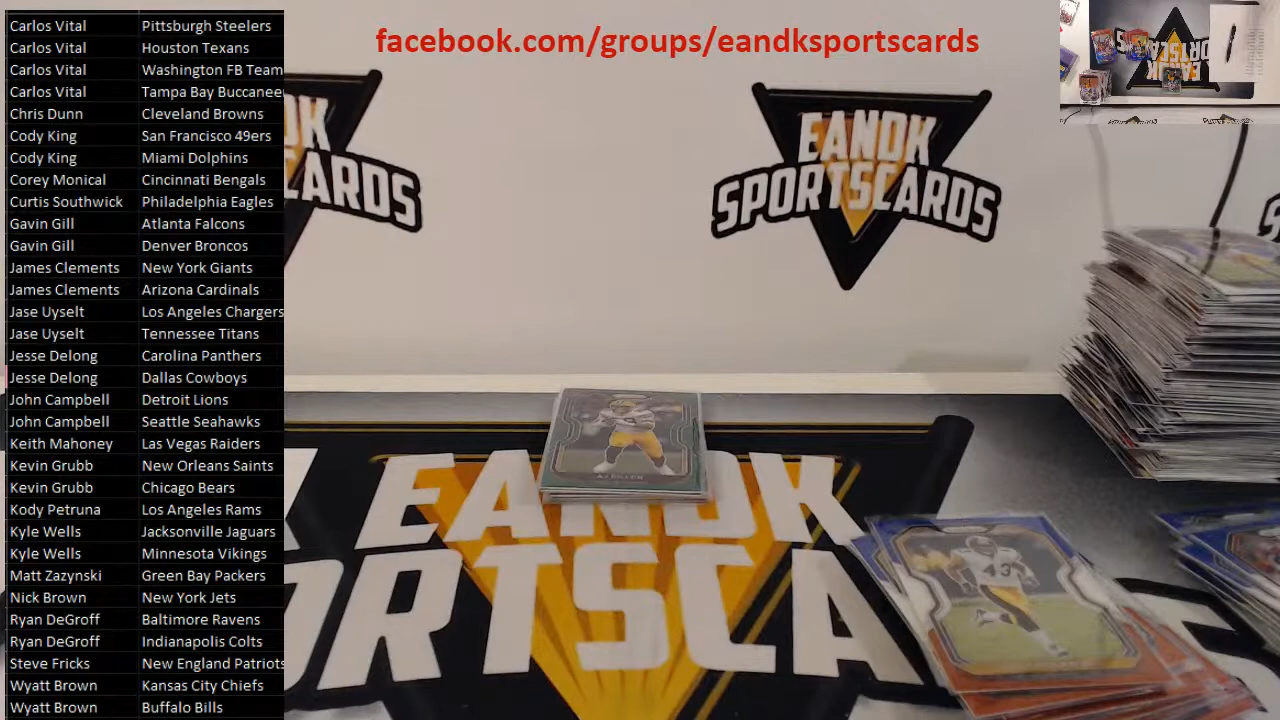 Carlos Vital Pittsburgh Steelers
Carlos Vital Houston Texans
Carlos Vital Washington FB Team
Carlos Vital Tampa Bay Buccanee
Chris Dunn Cleveland Browns
Cody King San Francisco 49ers
Cody King Miami Dolphins
Corey Monical Cincinnati Bengals
Curtis Southwick Philadelphia Eagles
Gavin Gill Atlanta Falcons
Gavin Gill Denver Broncos
James Clements New York Giants
James Clements Arizona Cardinals
Jase Uyselt Los Angeles Chargers
Jase Uyselt Tennessee Titans
Jesse Delong Carolina Panthers
Jesse Delong Dallas Cowboys
John Campbell Detroit Lions
John Campbell Seattle Seahawks
Keith Mahoney Las Vegas Raiders
Kevin Grubb New Orleans Saints
Kevin Grubb Chicago Bears
Kody Petruna Los Angeles Rams
Kyle Wells Jacksonville Jaguars
Kyle Wells Minnesota Vikings
Matt Zazynski Green Bay Packers
Nick Brown New York Jets
Ryan DeGroff Baltimore Ravens
Ryan DeGroff Indianapolis Colts
Steve Fricks New England Patriots
Wyatt Brown Kansas City Chiefs
Wyatt Brown Buffalo Bills
facebook.com/groups/eandksportscards
DK
CARDS
EANDK
SPORTSCARDS
EANDK
ORTSCA
43